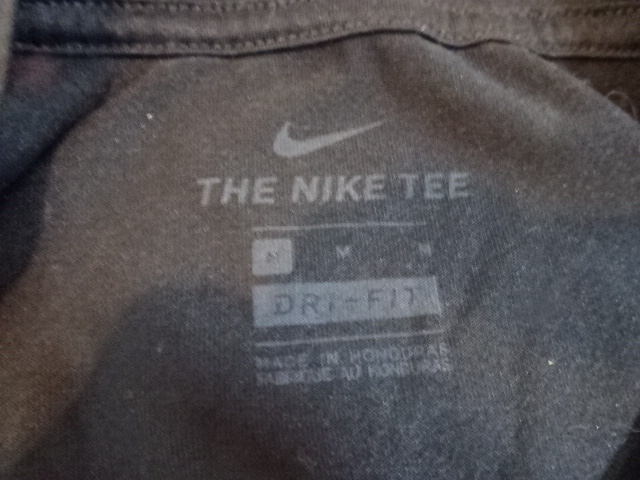 THE NIKE TEE
M M M
DRI-FIT
MADE IN HONDURAS
FABRIQUÉ AU HONDURAS